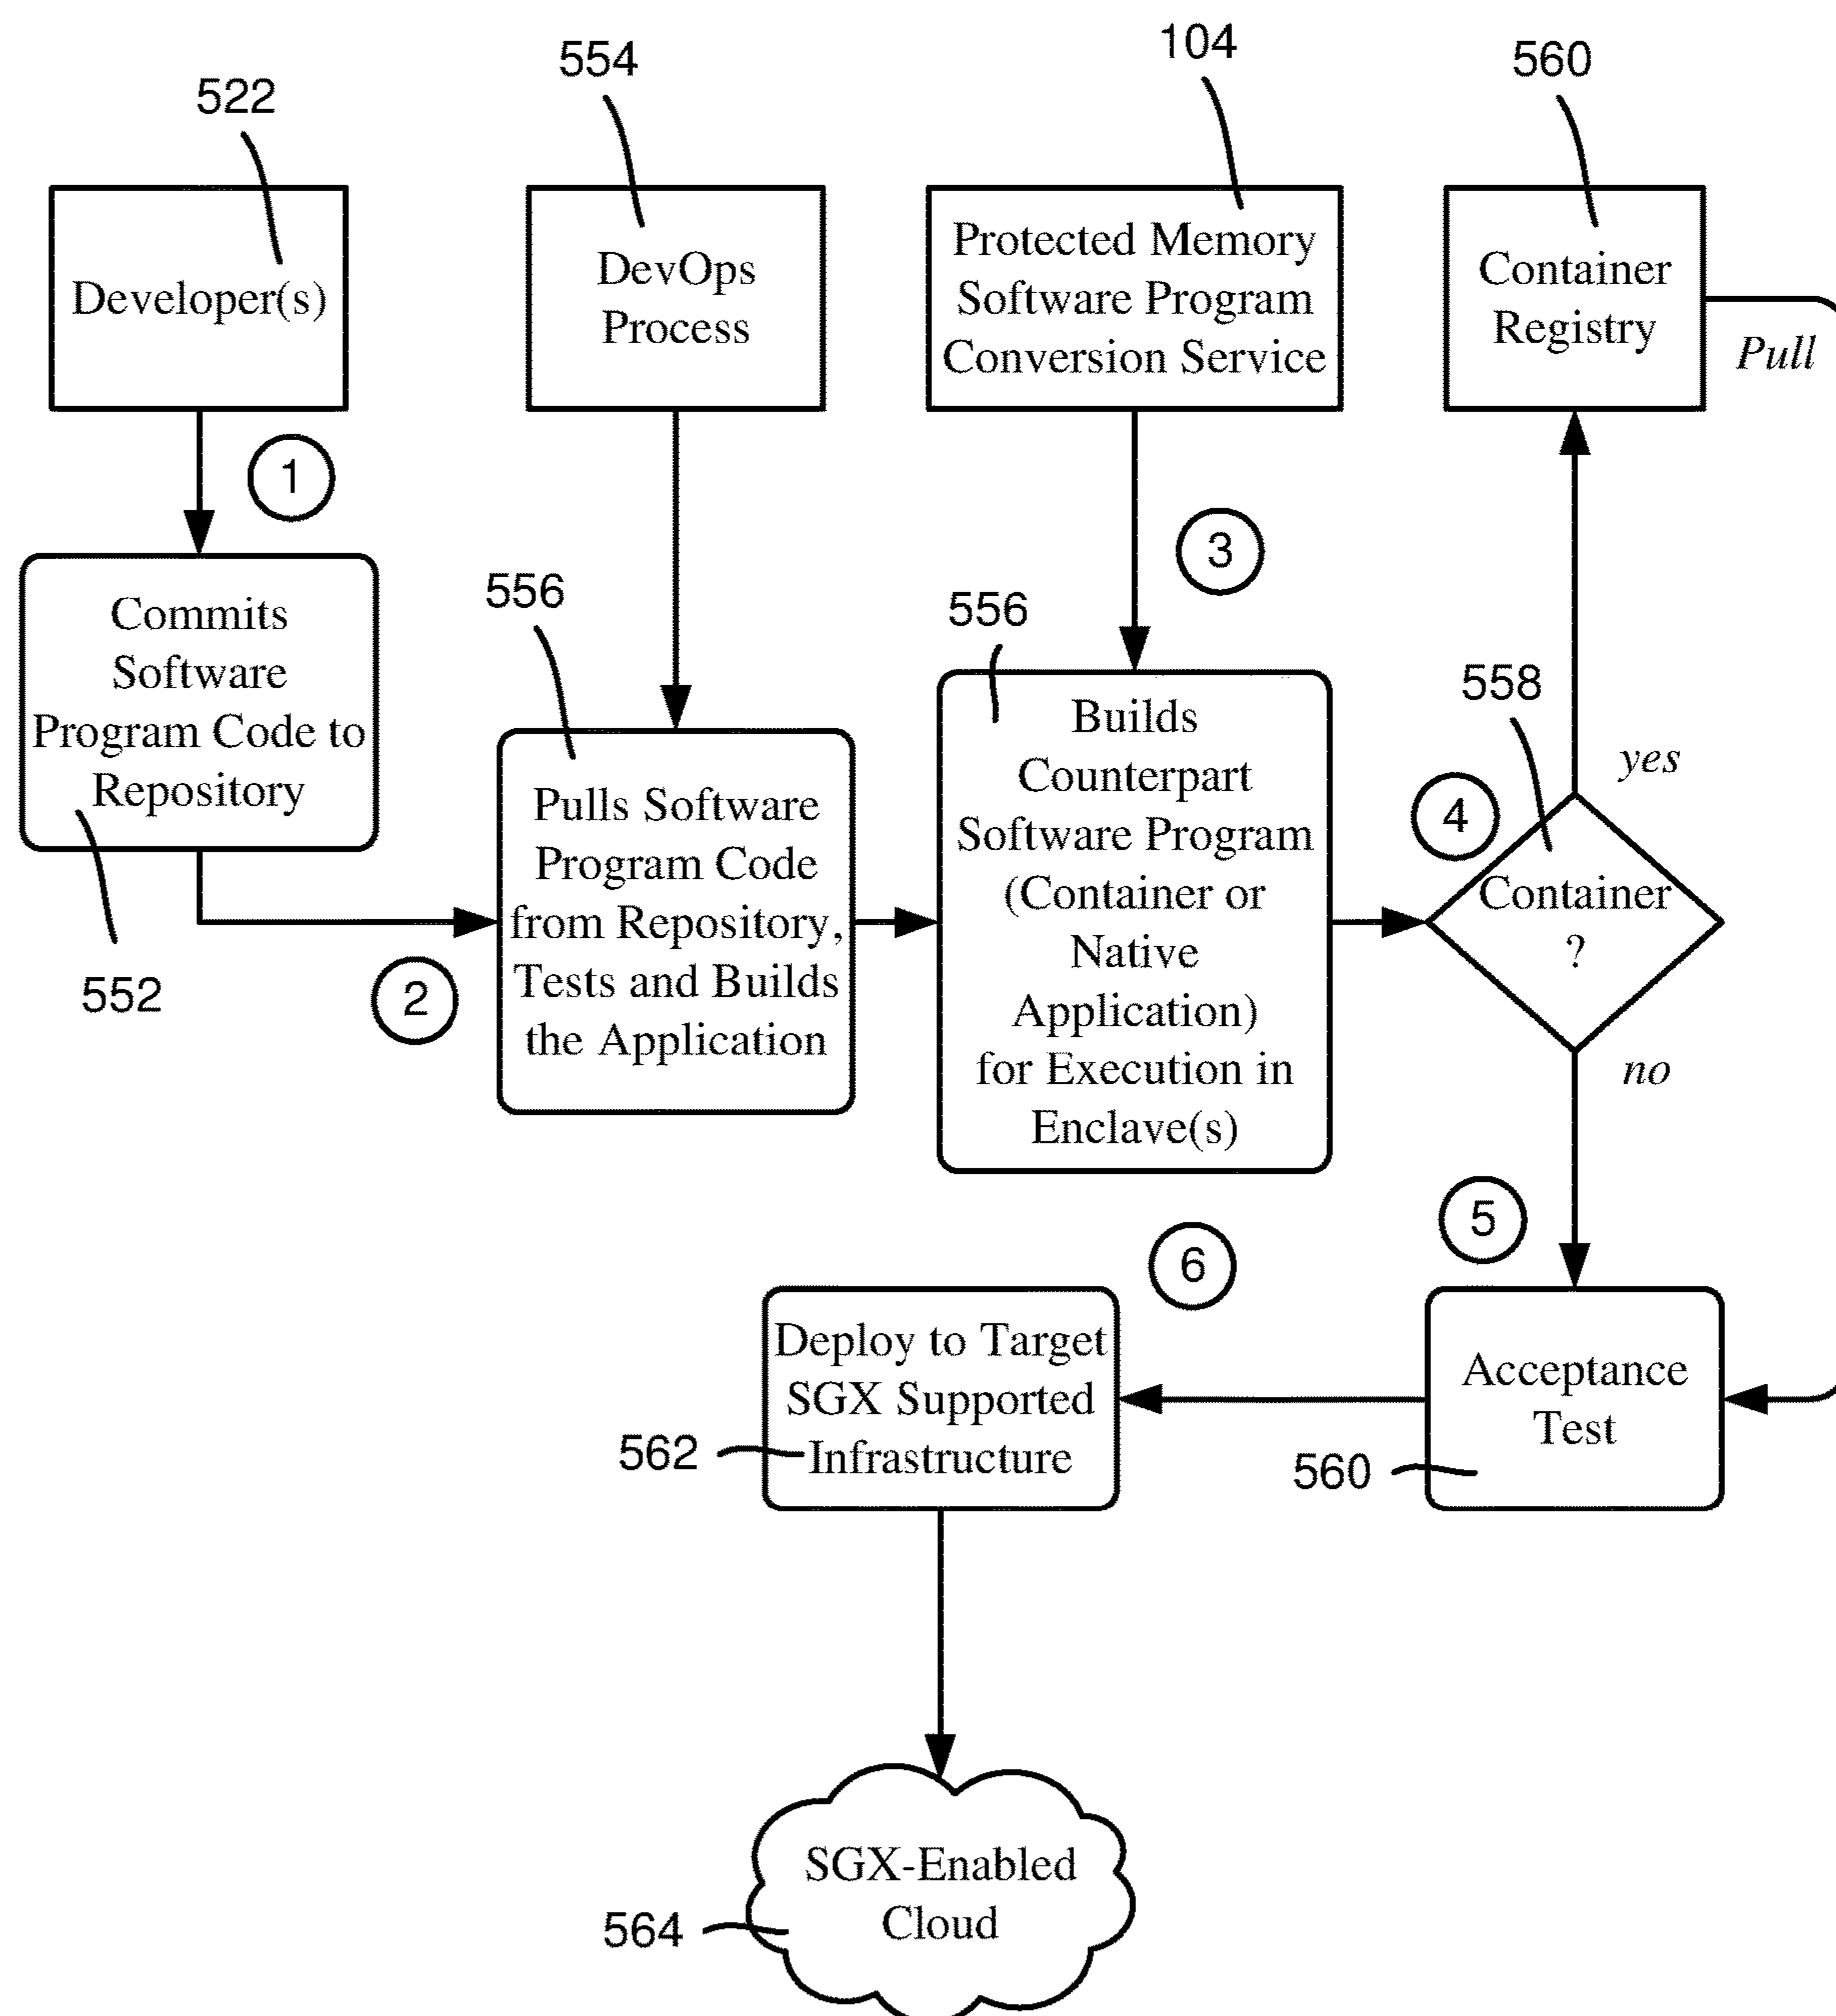 104
554
560
522
Developer(s)
DevOps
Process
Protected Memory
Software Program
Conversion Service
Container
Registry
Pull
1
3
556
556
558
Commits
Software
Program Code to
Repository
552
2
Pulls Software
Program Code
from Repository,
Tests and Builds
the Application
Builds
Counterpart
Software Program
(Container or
Native
Application)
for Execution in
Enclave(s)
4
yes
Container
?
no
5
6
Deploy to Target
SGX Supported
Infrastructure
562
Acceptance
Test
560
SGX-Enabled
Cloud
564